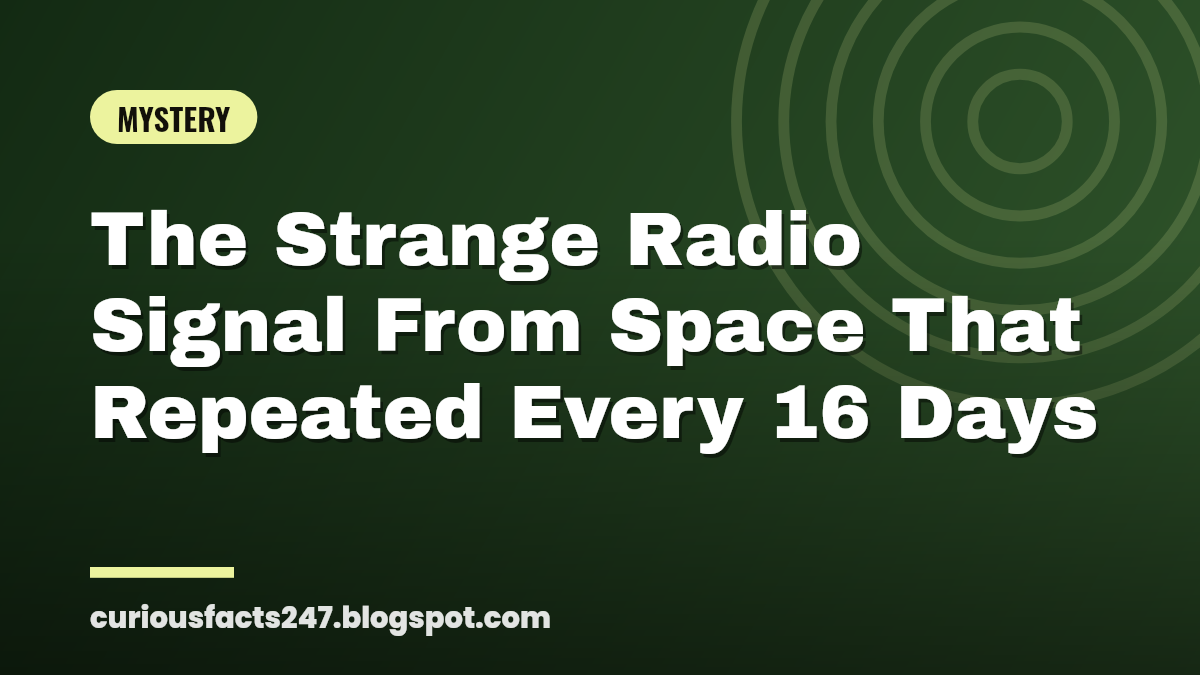 MYSTERY
The Strange Radio
Signal From Space That
Repeated Every 16 Days
curiousfacts247.blogspot.com